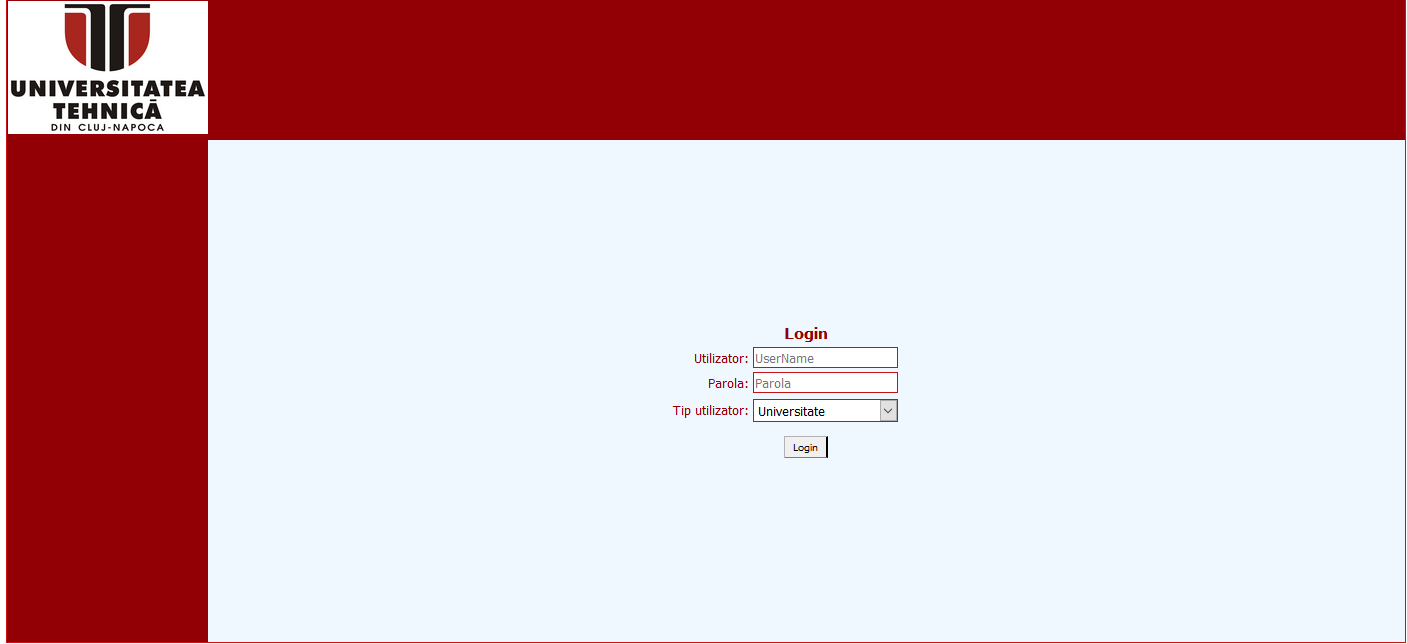 UNIVERSITATEA
TEHNICĂ
DIN CLUJ-NAPOCA
Login
Utilizator: UserName
Parola: Parola
Tip utilizator: Universitate
Login